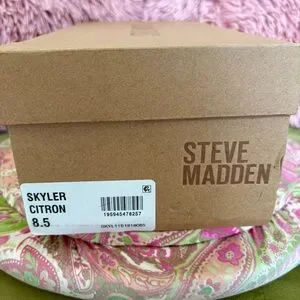 STEVE
MADDEN
SKYLER
CITRON
8.5
195945478257